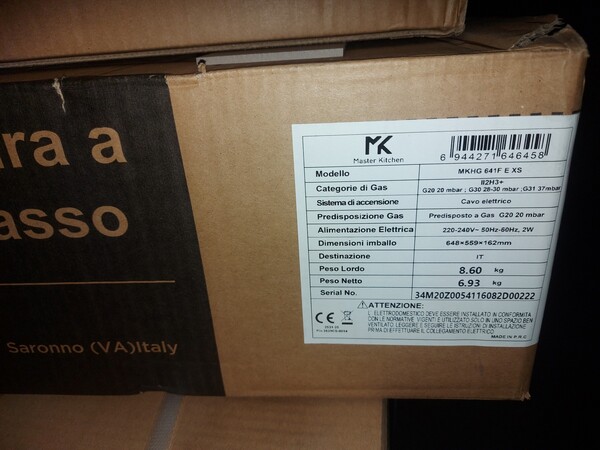 ra a
asso
Saronno (VA)Italy
MK
Master Kitchen
6 944271 646458
Modello MKHG 641F E XS
Categorie di Gas II2H3+
G20 20 mbar ; G30 28-30 mbar ;G31 37mbar
Sistema di accensione Cavo elettrico
Predisposizione Gas Predisposto a Gas G20 20 mbar
Alimentazione Elettrica 220-240V~ 50Hz-60Hz, 2W
Dimensioni imballo 648×559×162mm
Destinazione IT
Peso Lordo 8.60 kg
Peso Netto 6.93 kg
Serial No. 34M20Z0054116082D00222
ATTENZIONE:
L' ELETTRODOMESTICO DEVE ESSERE INSTALLATO IN CONFORMITA
CON LE NORMATIVE VIGENTI E UTILIZZATO IN UNO SPAZIO BEN
VENTILATO. LEGGERE E SEGUIRE LE ISTRUZIONI DI INSTALLAZIONE
PRIMA DI EFFETTUARE IL COLLEGAMENTO ELETTRICO.
CE
MADE IN P.R.C